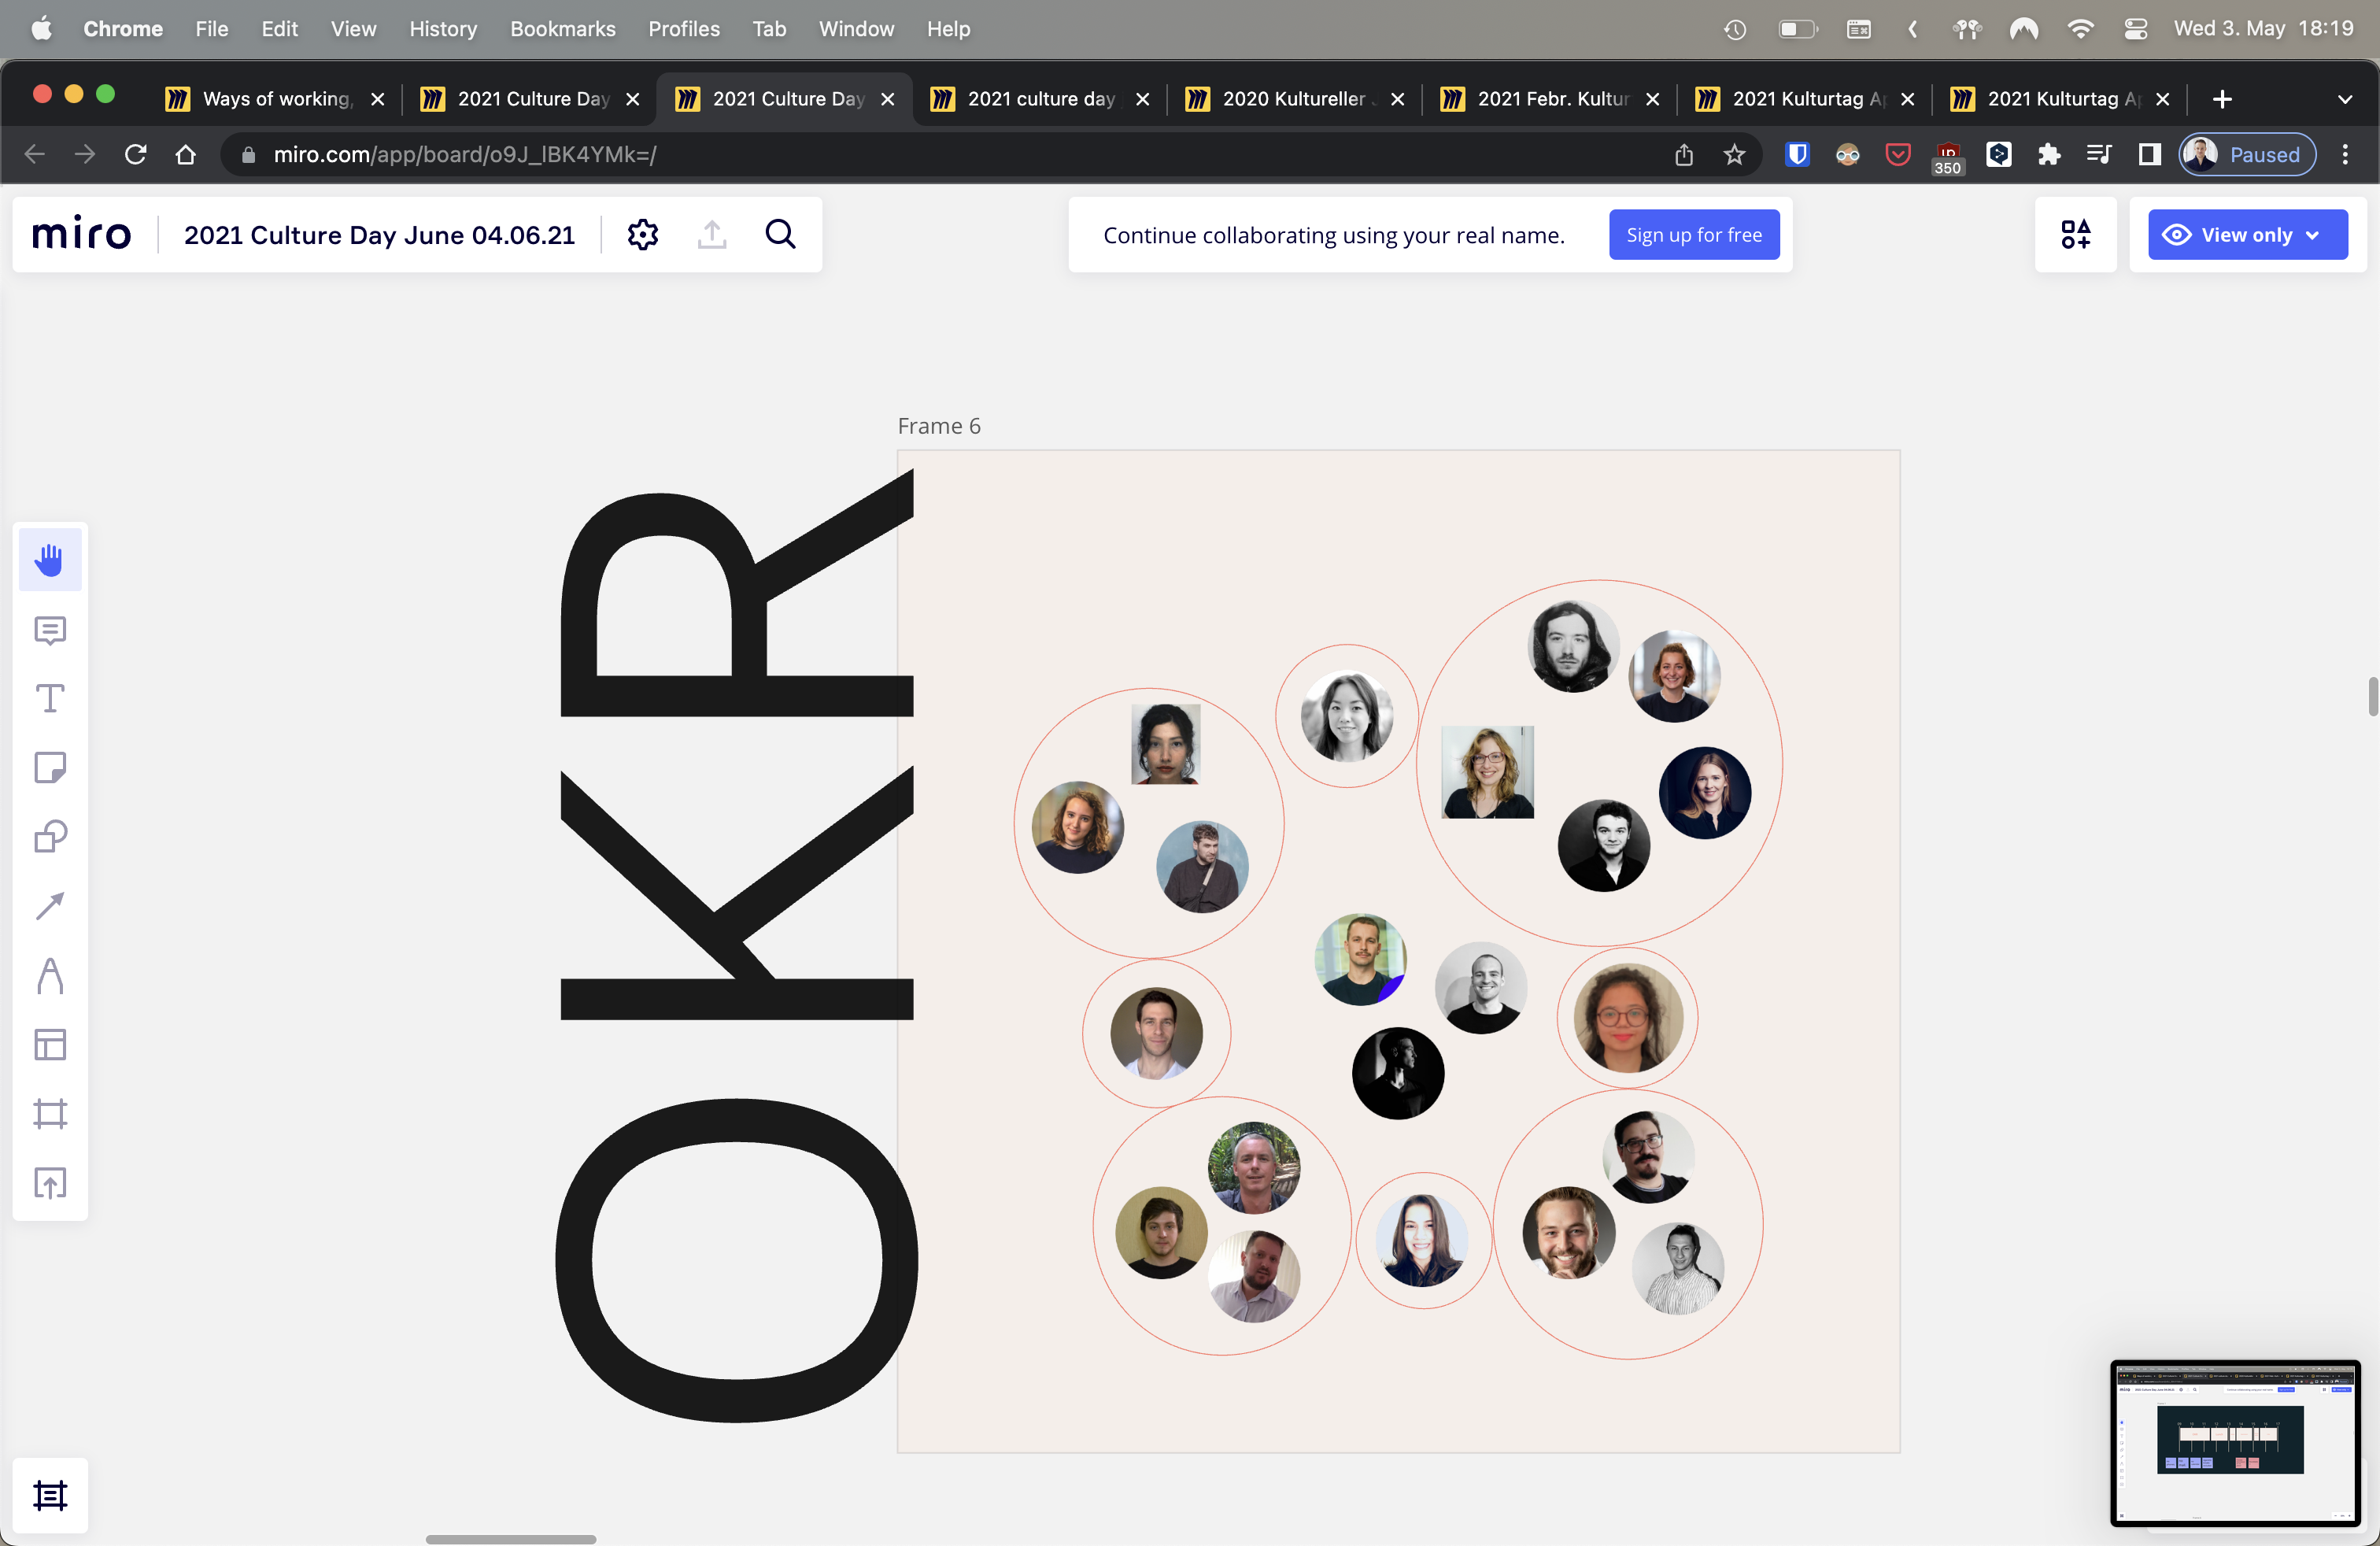 Chrome File Edit View History Bookmarks Profiles Tab Window Help Wed 3. May 18:19
Ways of working, 2021 Culture Day 2021 Culture Day 2021 culture day 2020 Kultureller 2021 Febr. Kultur 2021 Kulturtag Ap 2021 Kulturtag Ap
miro.com/app/board/o9J_lBK4YMk=/ 350 Paused
miro 2021 Culture Day June 04.06.21 Continue collaborating using your real name. Sign up for free View only
Frame 6
OKR